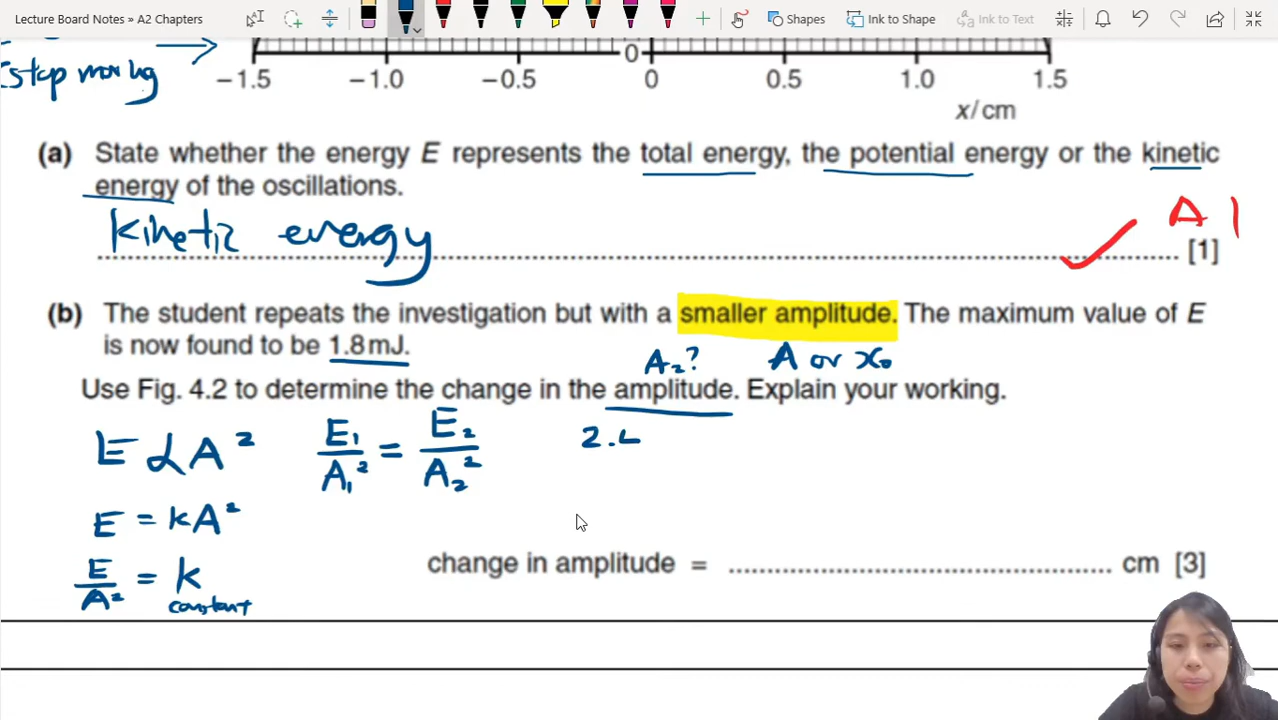 Lecture Board Notes » A2 Chapters
Shapes
Ink to Shape
Ink to Text
stop moving
0
−1.5 −1.0 −0.5 0 0.5 1.0 1.5
x/cm
(a) State whether the energy E represents the total energy, the potential energy or the kinetic
energy of the oscillations.
kinetic energy
A1
[1]
(b) The student repeats the investigation but with a smaller amplitude. The maximum value of E
is now found to be 1.8mJ.
A₂? A or x₀
Use Fig. 4.2 to determine the change in the amplitude. Explain your working.
E ∝ A²
E₁/A₁² = E₂/A₂²
2.4
E = kA²
E/A² = k
constant
change in amplitude = .................................................. cm [3]